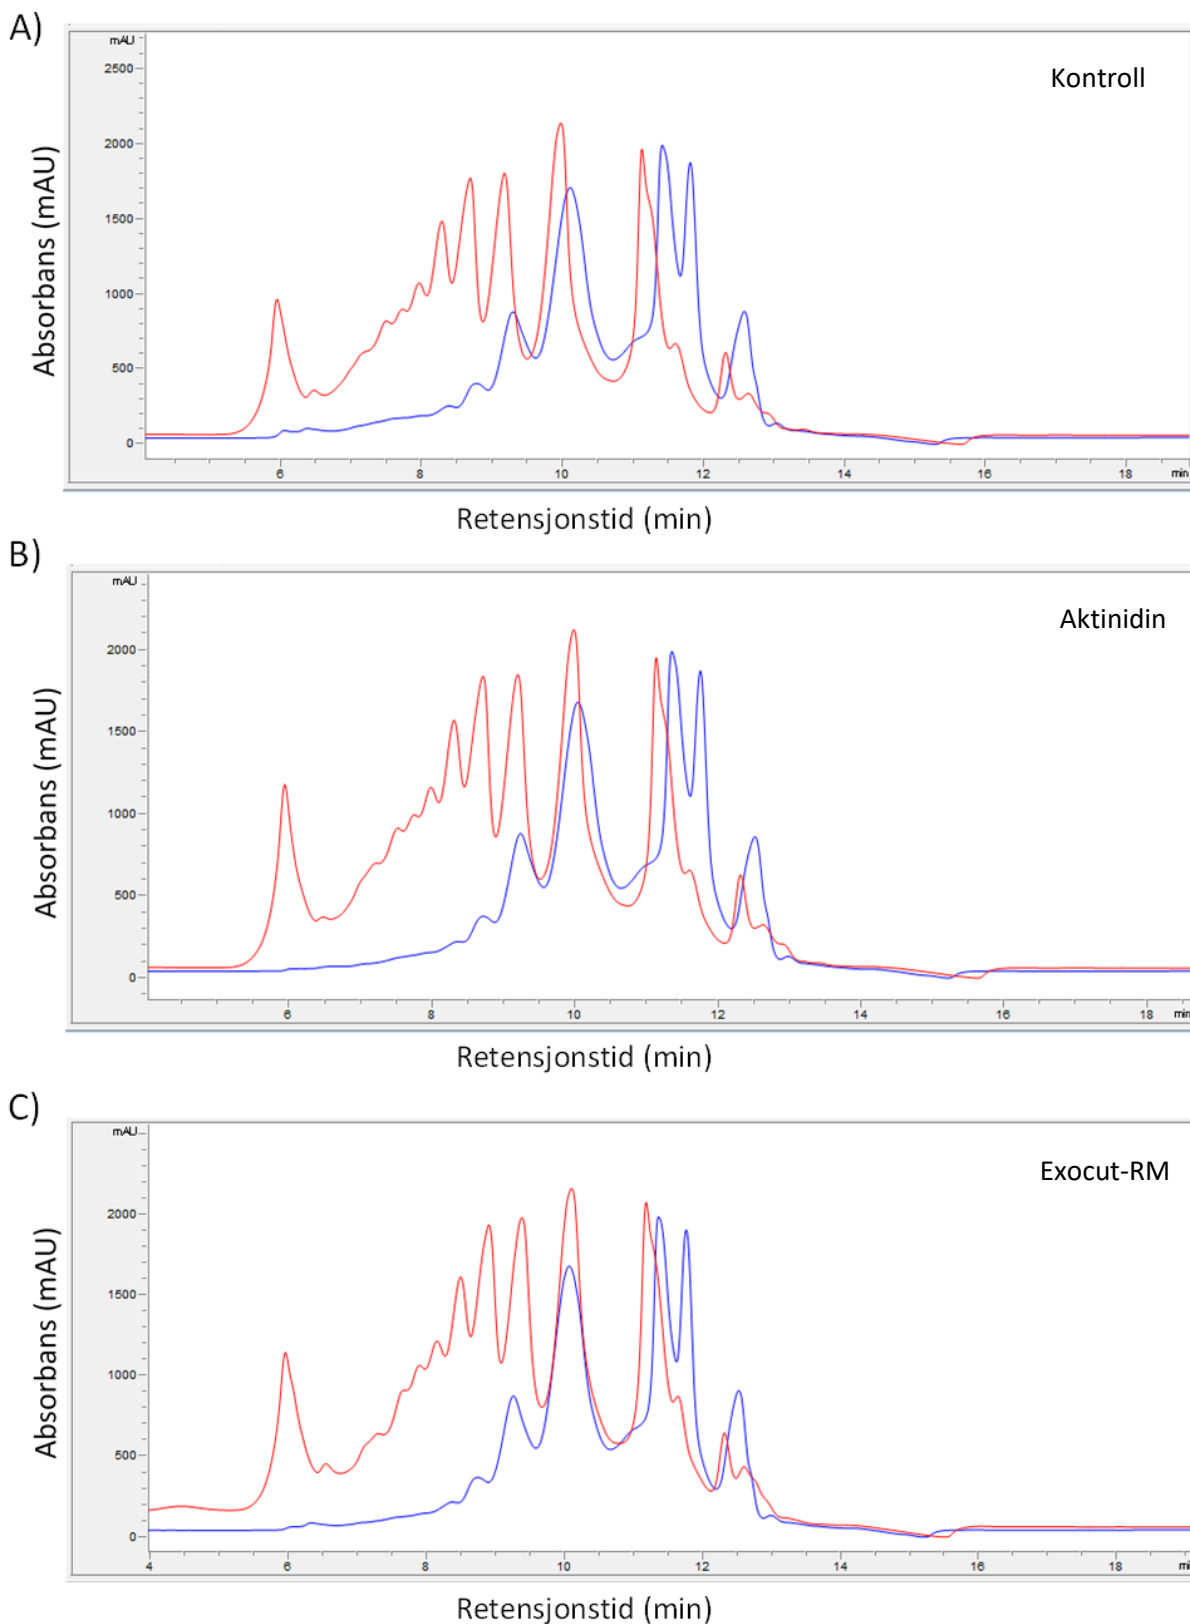 A)
mAU
Kontroll
2500
2000
1500
1000
500
0
Absorbans (mAU)
6 8 10 12 14 16 18 min
Retensjonstid (min)
B)
mAU
Aktinidin
2000
1500
1000
500
0
Absorbans (mAU)
6 8 10 12 14 16 18 min
Retensjonstid (min)
C)
mAU
Exocut-RM
2000
1500
1000
500
0
Absorbans (mAU)
4 6 8 10 12 14 16 18 mi
Retensjonstid (min)